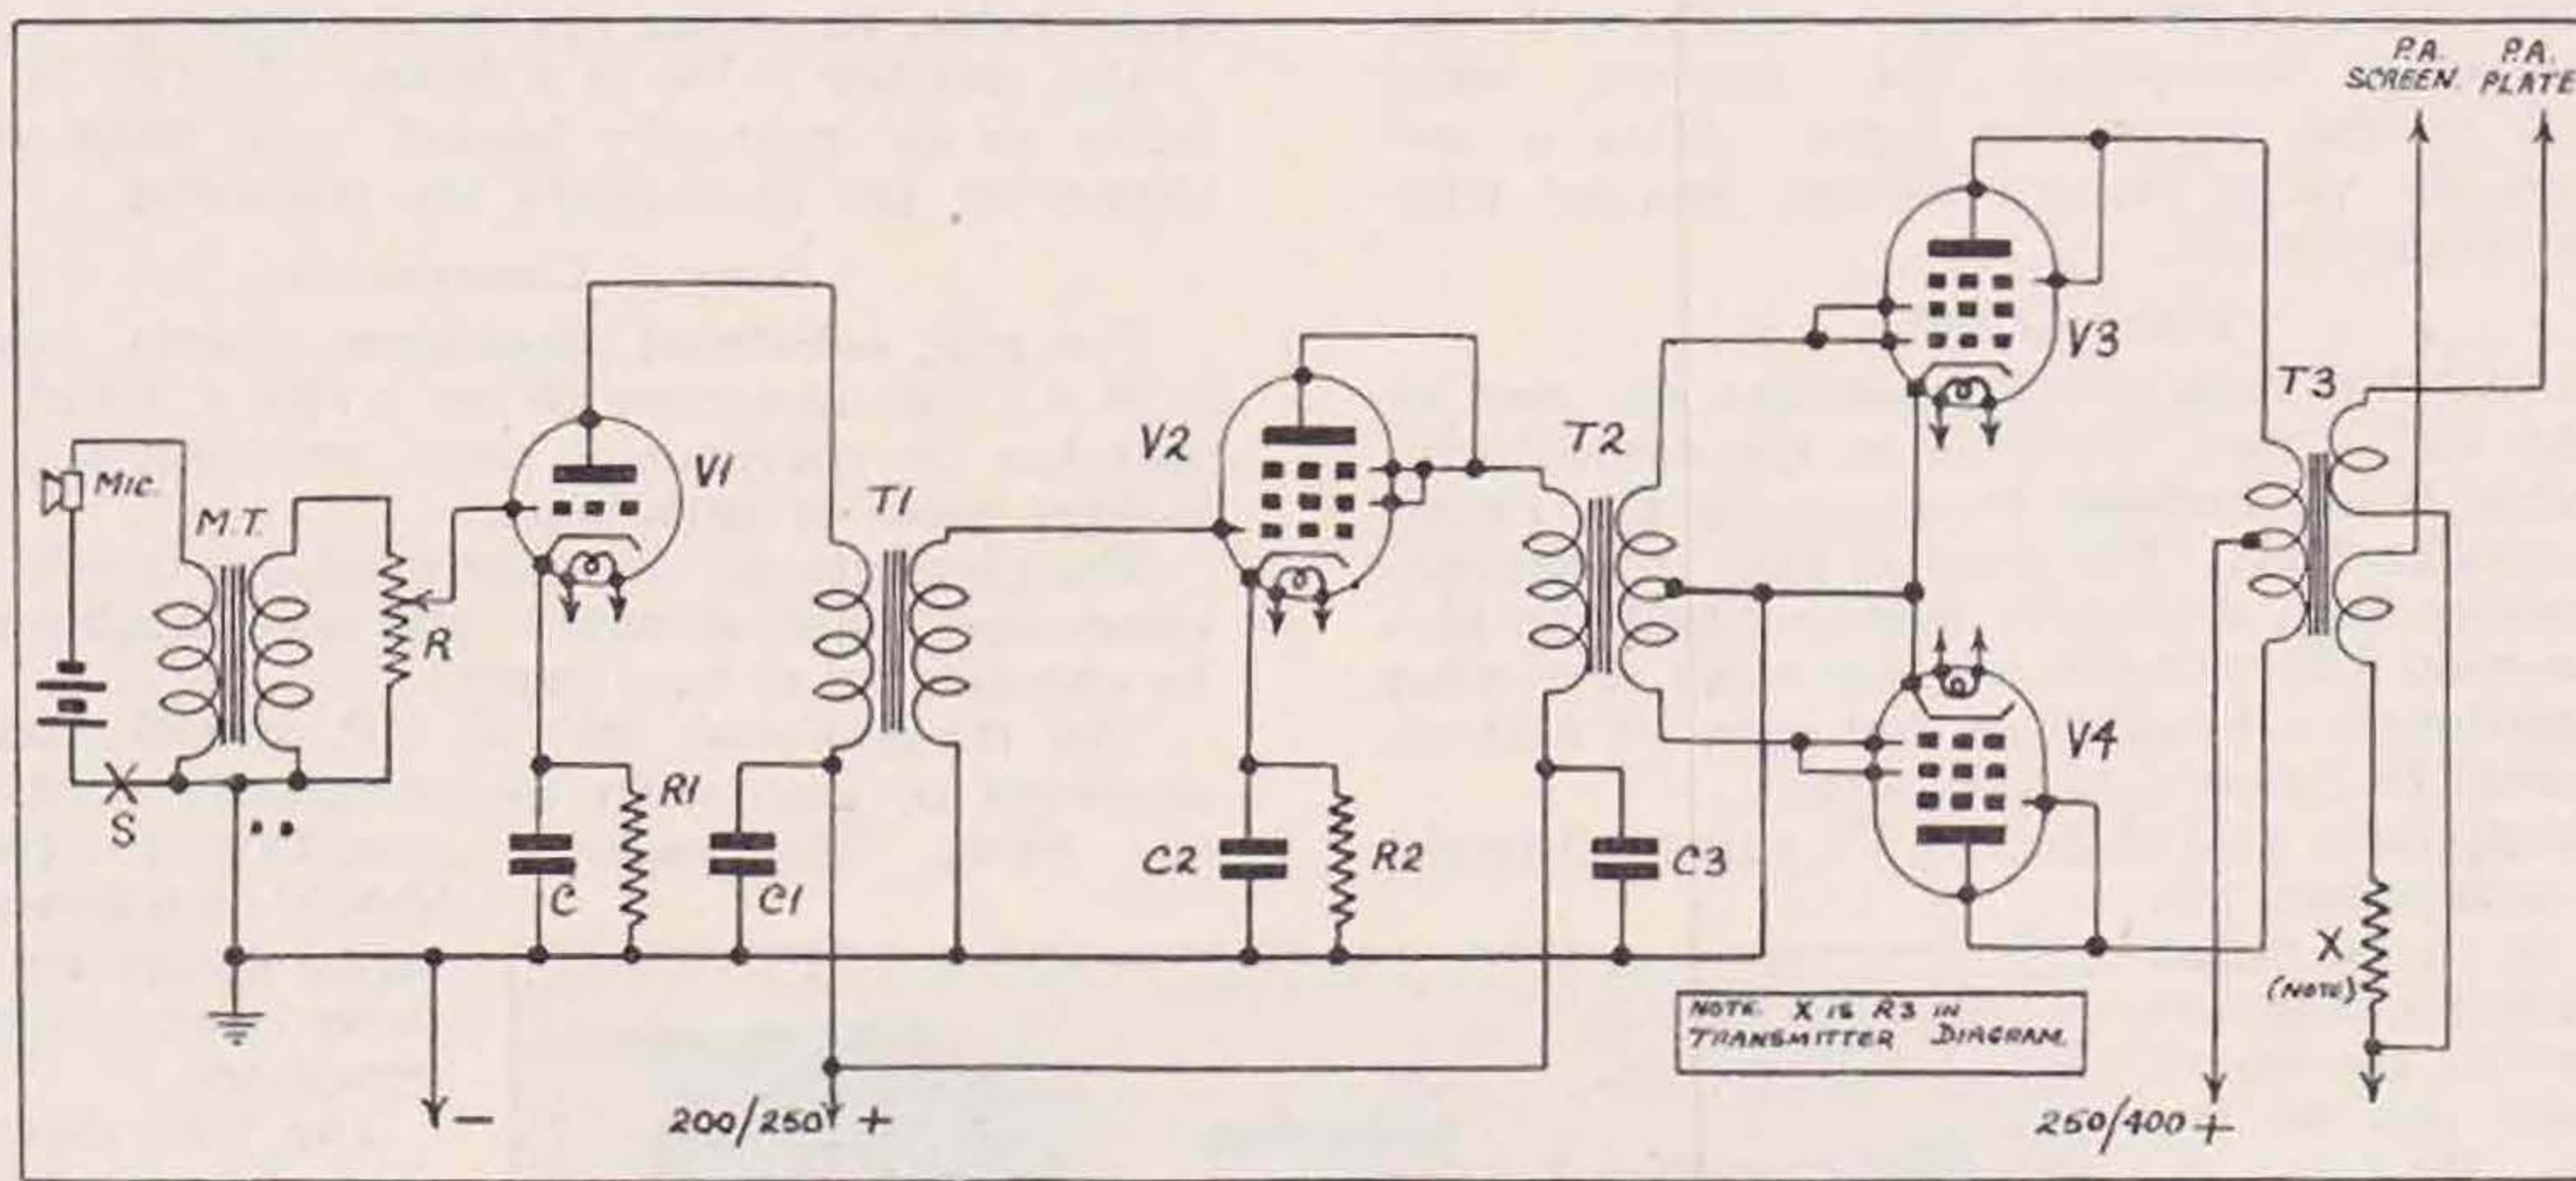 P.A. SCREEN.
P.A. PLATE
Mic.
M.T.
R
S
V1
T1
R1
C
C1
V2
T2
C2
R2
C3
V3
V4
T3
X
(NOTE)
NOTE. X IS R3 IN
TRANSMITTER DIAGRAM.
−
200/250 +
250/400 +